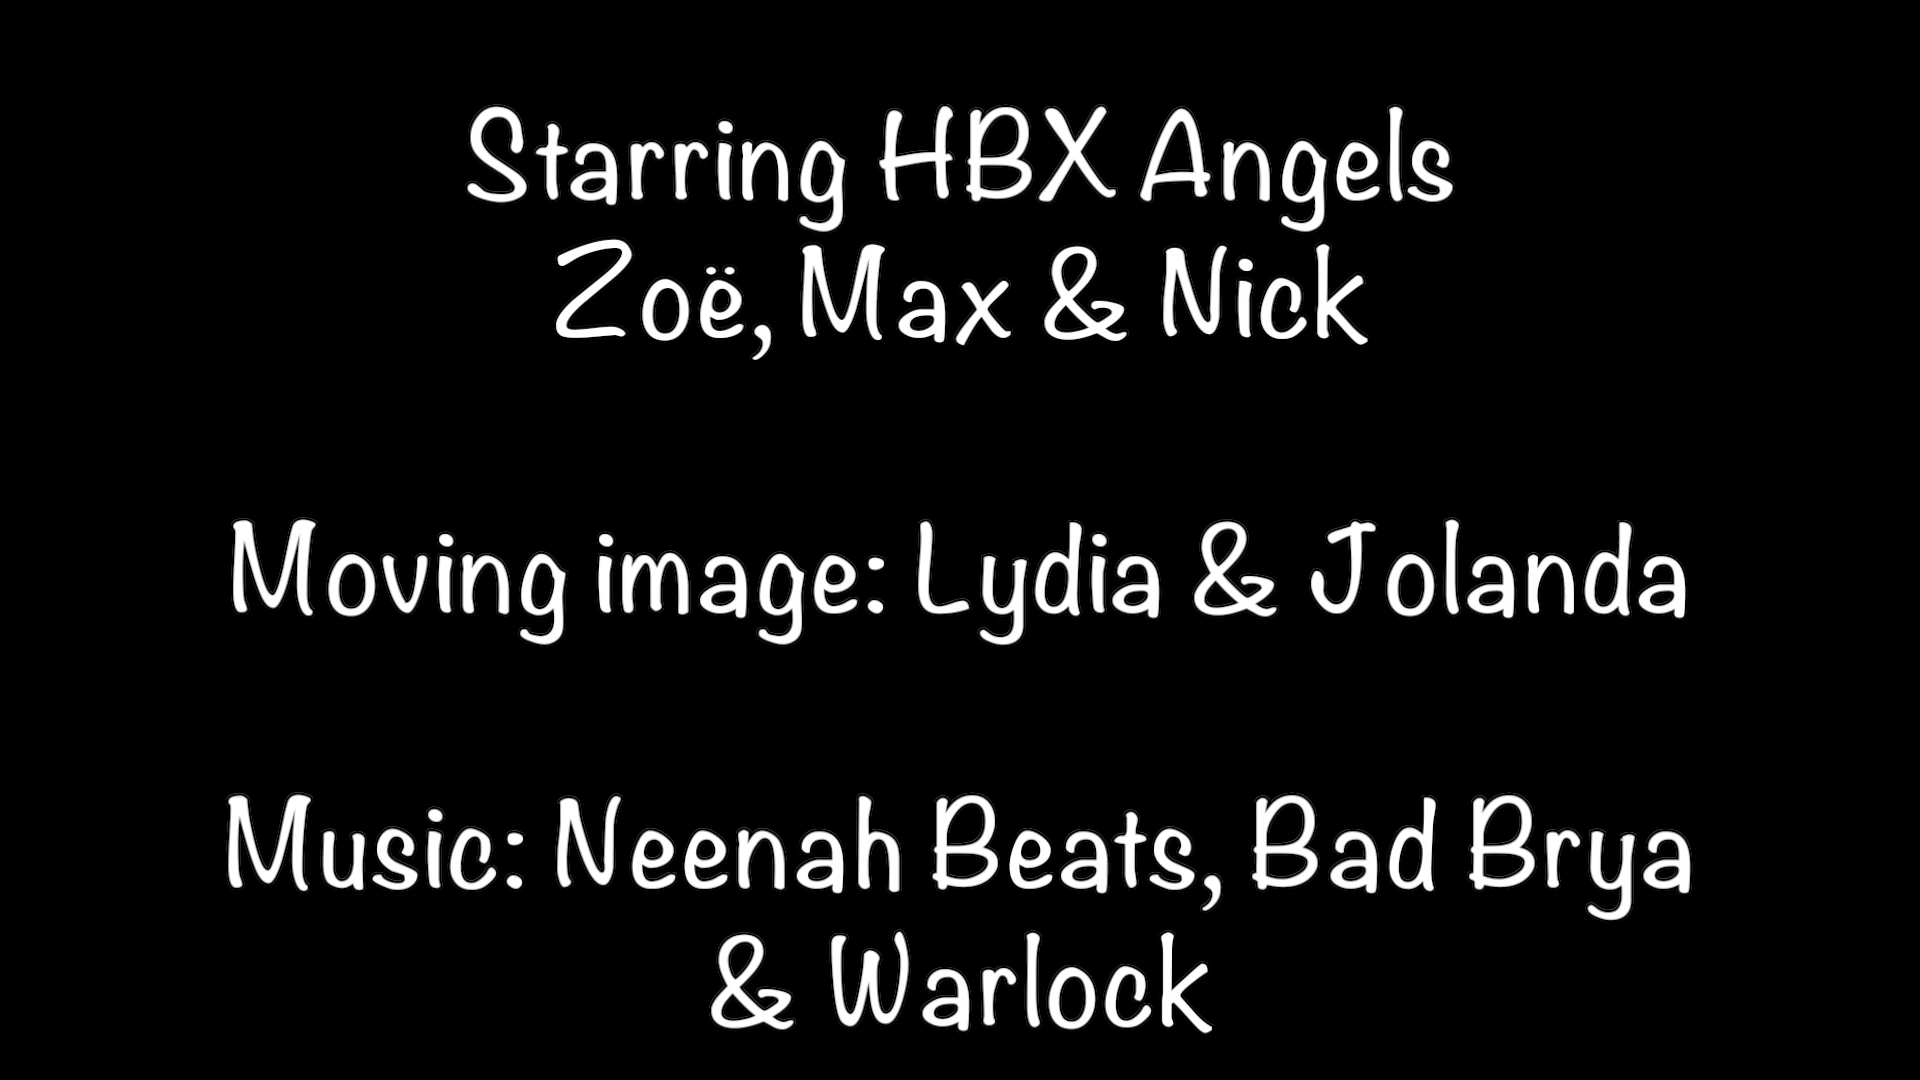 Starring HBX Angels
Zoë, Max & Nick
Moving image: Lydia & Jolanda
Music: Neenah Beats, Bad Brya
& Warlock